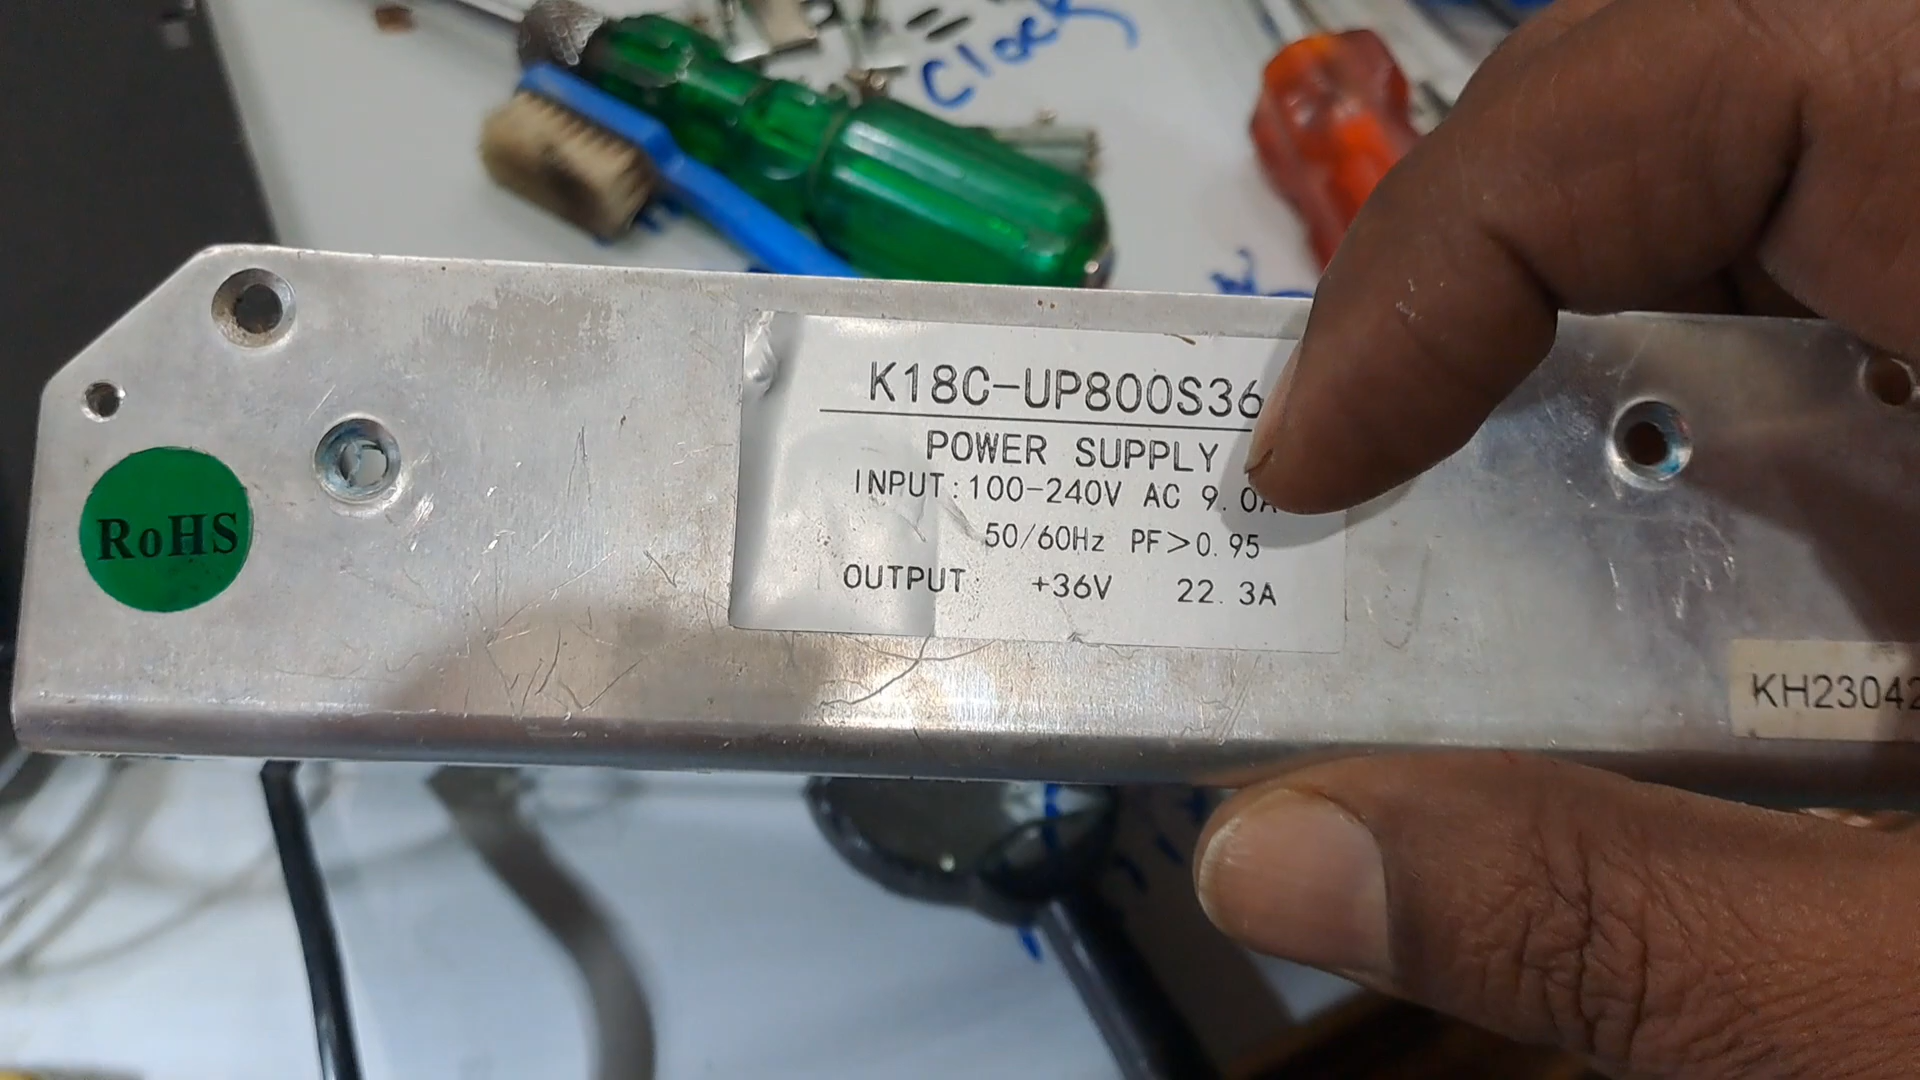 Clock
K18C-UP800S36
POWER SUPPLY
INPUT:100-240V AC 9.0A
50/60Hz PF>0.95
OUTPUT: +36V 22.3A
RoHS
KH23042